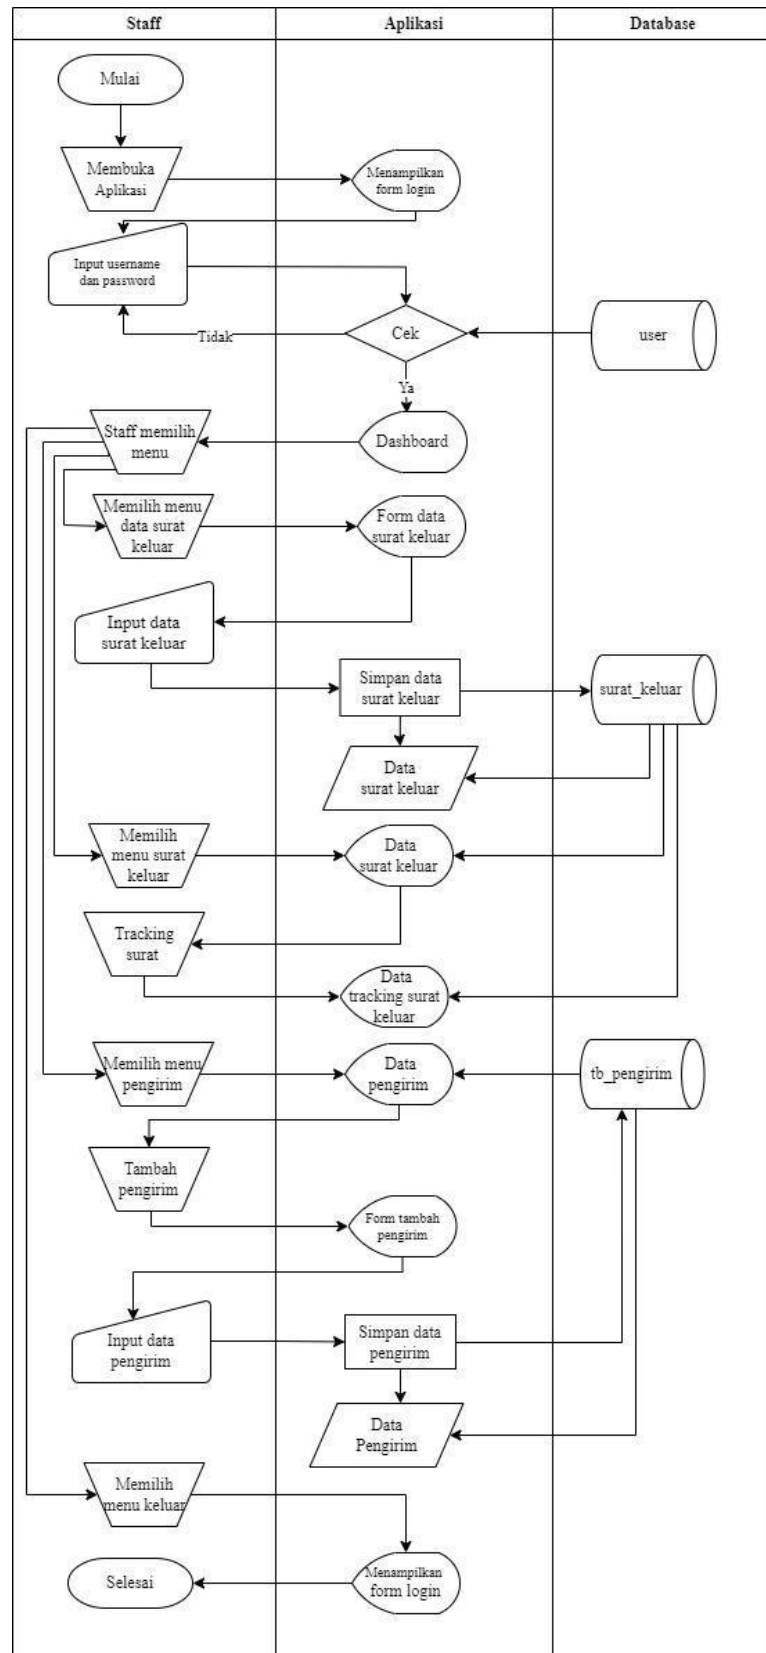 Staff
Aplikasi
Database
Mulai
Membuka
Aplikasi
Menampilkan
form login
Input username
dan password
Tidak
Cek
user
Ya
Staff memilih
menu
Dashboard
Memilih menu
data surat
keluar
Form data
surat keluar
Input data
surat keluar
Simpan data
surat keluar
surat_keluar
Data
surat keluar
Memilih
menu surat
keluar
Data
surat keluar
Tracking
surat
Data
tracking surat
keluar
Memilih menu
pengirim
Data
pengirim
tb_pengirim
Tambah
pengirim
Form tambah
pengirim
Input data
pengirim
Simpan data
pengirim
Data
Pengirim
Memilih
menu keluar
Selesai
Menampilkan
form login